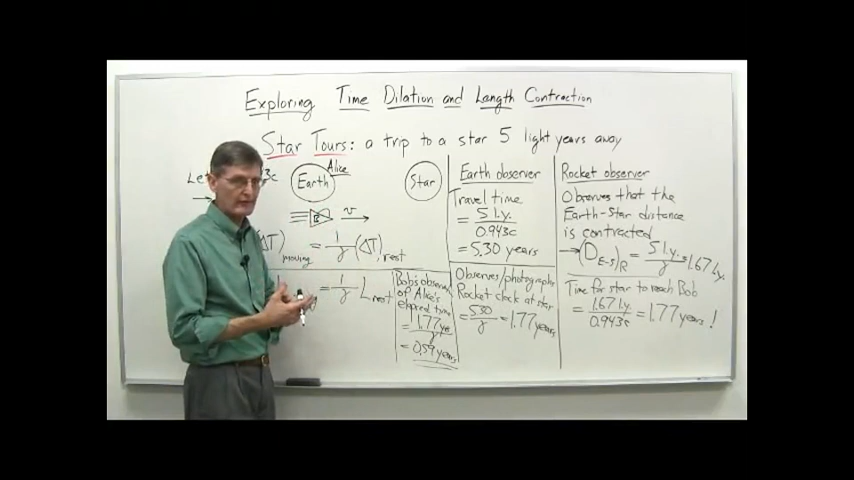 Exploring Time Dilation and Length Contraction
Star Tours: a trip to a star 5 light years away
Let
3c
Alice
Earth
Star
B
v
(ΔT)moving = 1/γ (ΔT)rest
= 1/γ Lrest
Bob's observation
of Alice's
elapsed time
= 1.77 yrs/γ
= 0.59 years
Earth observer
Travel time
= 5 l.y./0.943c
= 5.30 years
Observes/photographs
Rocket clock at star
= 5.30/γ = 1.77 years
Rocket observer
Observes that the
Earth-Star distance
is contracted
→ (D E-S)R = 5 l.y./γ = 1.67 l.y.
Time for star to reach Bob
= 1.67 l.y./0.943c = 1.77 years!